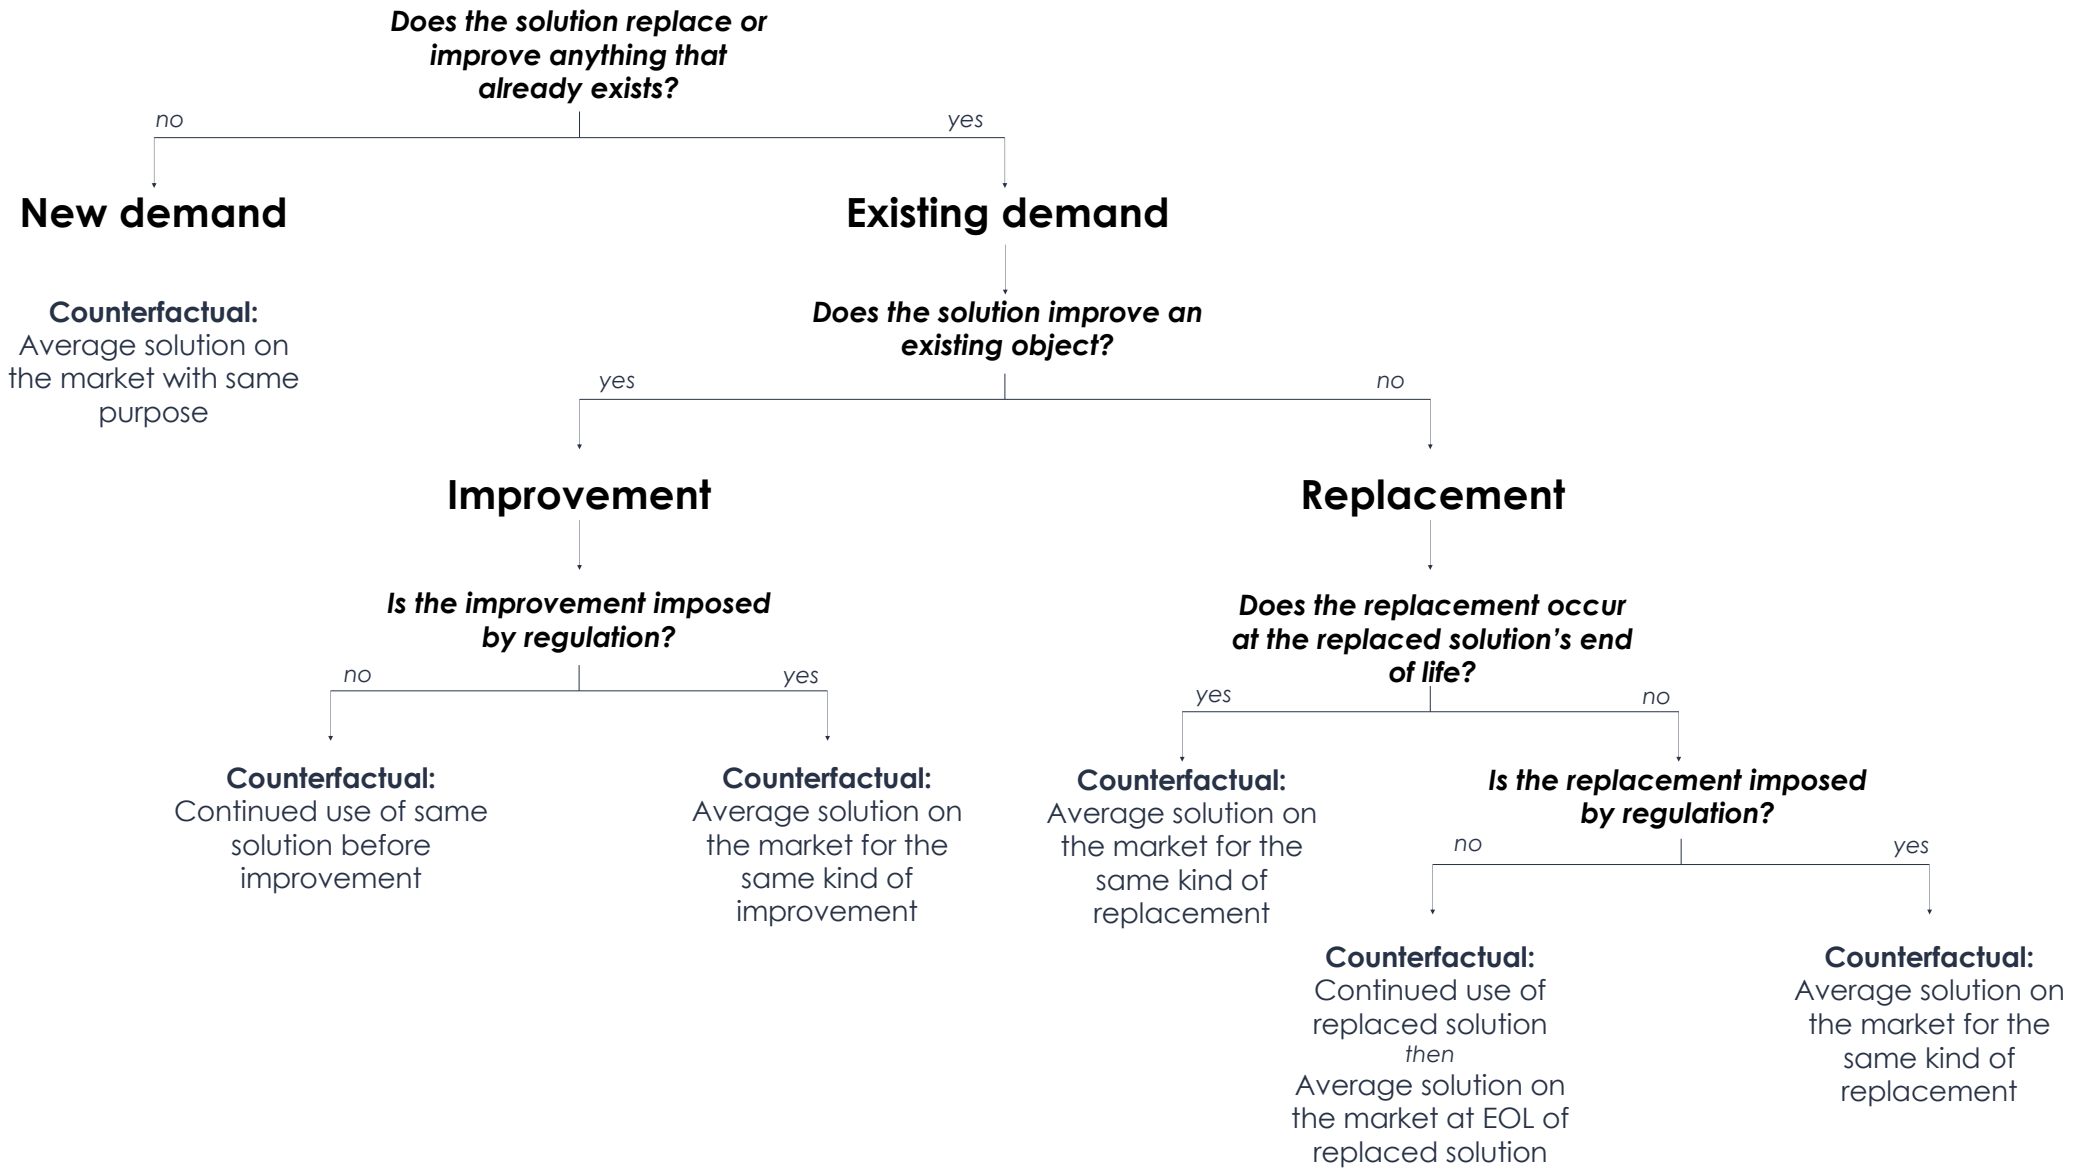 Does the solution replace or
improve anything that
already exists?
no
yes
New demand
Existing demand
Counterfactual:
Average solution on
the market with same
purpose
Does the solution improve an
existing object?
yes
no
Improvement
Replacement
Is the improvement imposed
by regulation?
no
yes
Does the replacement occur
at the replaced solution’s end
of life?
yes
no
Counterfactual:
Continued use of same
solution before
improvement
Counterfactual:
Average solution on
the market for the
same kind of
improvement
Counterfactual:
Average solution on
the market for the
same kind of
replacement
Is the replacement imposed
by regulation?
no
yes
Counterfactual:
Continued use of
replaced solution
then
Average solution on
the market at EOL of
replaced solution
Counterfactual:
Average solution on
the market for the
same kind of
replacement